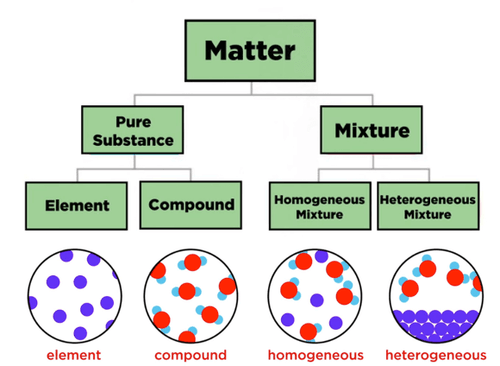 Matter
Pure
Substance
Mixture
Element
Compound
Homogeneous
Mixture
Heterogeneous
Mixture
element
compound
homogeneous
heterogeneous